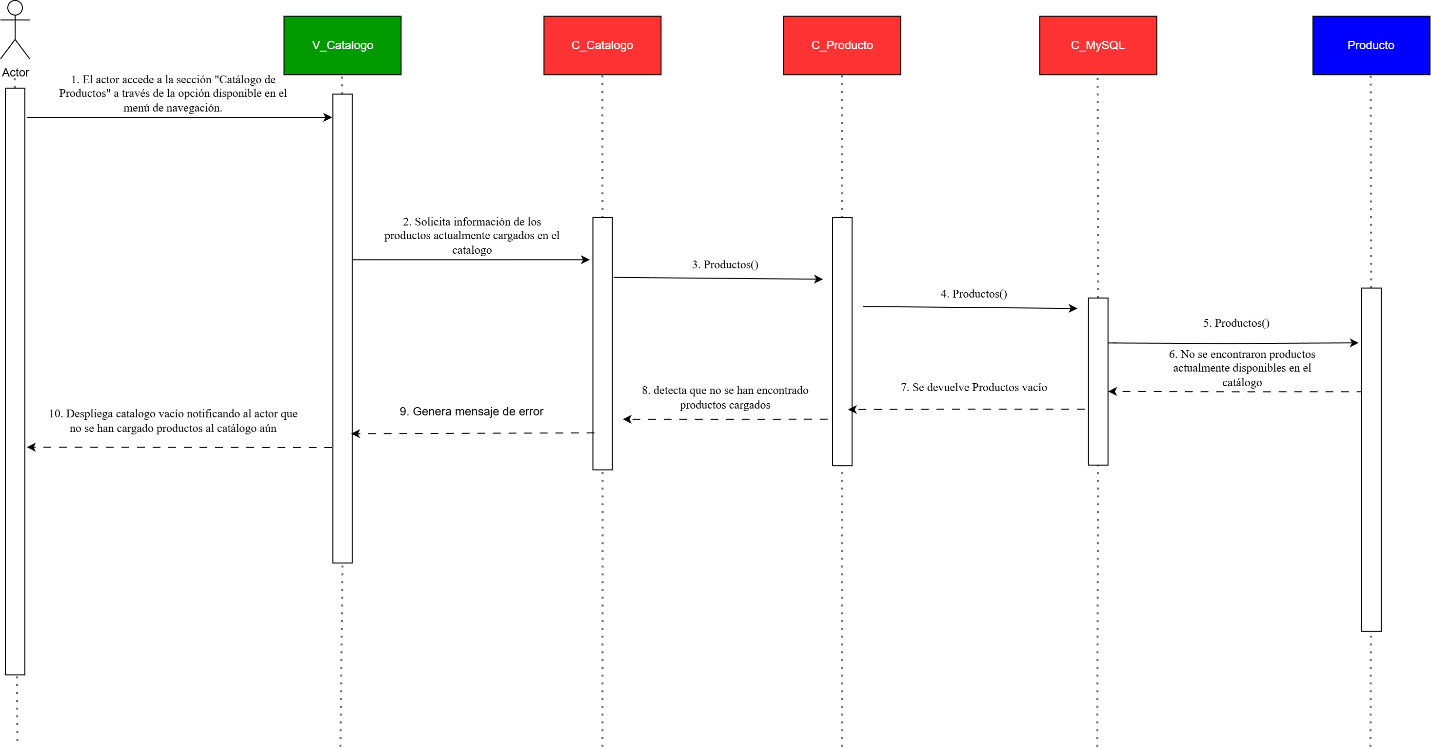 V_Catalogo
C_Catalogo
C_Producto
C_MySQL
Producto
Actor
1. El actor accede a la sección "Catálogo de
Productos" a través de la opción disponible en el
menú de navegación.
2. Solicita información de los
productos actualmente cargados en el
catalogo
3. Productos()
4. Productos()
5. Productos()
6. No se encontraron productos
actualmente disponibles en el
catálogo
7. Se devuelve Productos vacío
8. detecta que no se han encontrado
productos cargados
9. Genera mensaje de error
10. Despliega catalogo vacio notificando al actor que
no se han cargado productos al catálogo aún